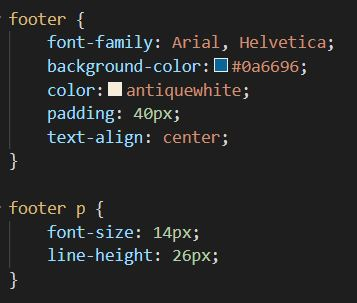 footer {
    font-family: Arial, Helvetica;
    background-color: #0a6696;
    color: antiquewhite;
    padding: 40px;
    text-align: center;
}

footer p {
    font-size: 14px;
    line-height: 26px;
}